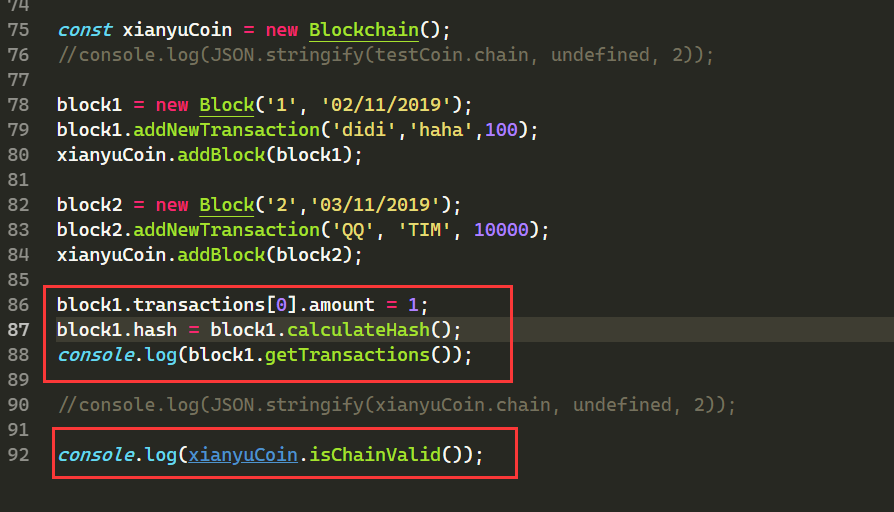 74
75 const xianyuCoin = new Blockchain();
76 //console.log(JSON.stringify(testCoin.chain, undefined, 2));
77
78 block1 = new Block('1', '02/11/2019');
79 block1.addNewTransaction('didi','haha',100);
80 xianyuCoin.addBlock(block1);
81
82 block2 = new Block('2','03/11/2019');
83 block2.addNewTransaction('QQ', 'TIM', 10000);
84 xianyuCoin.addBlock(block2);
85
86 block1.transactions[0].amount = 1;
87 block1.hash = block1.calculateHash();
88 console.log(block1.getTransactions());
89
90 //console.log(JSON.stringify(xianyuCoin.chain, undefined, 2));
91
92 console.log(xianyuCoin.isChainValid());